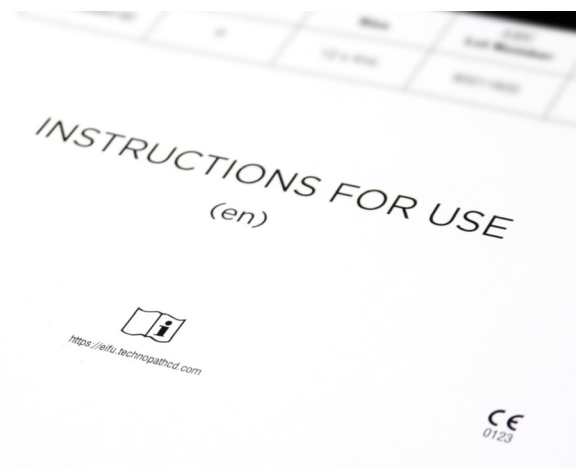 Size
Lot Number
INSTRUCTIONS FOR USE
(en)
i
https://eifu.technopathcd.com
CE
0123